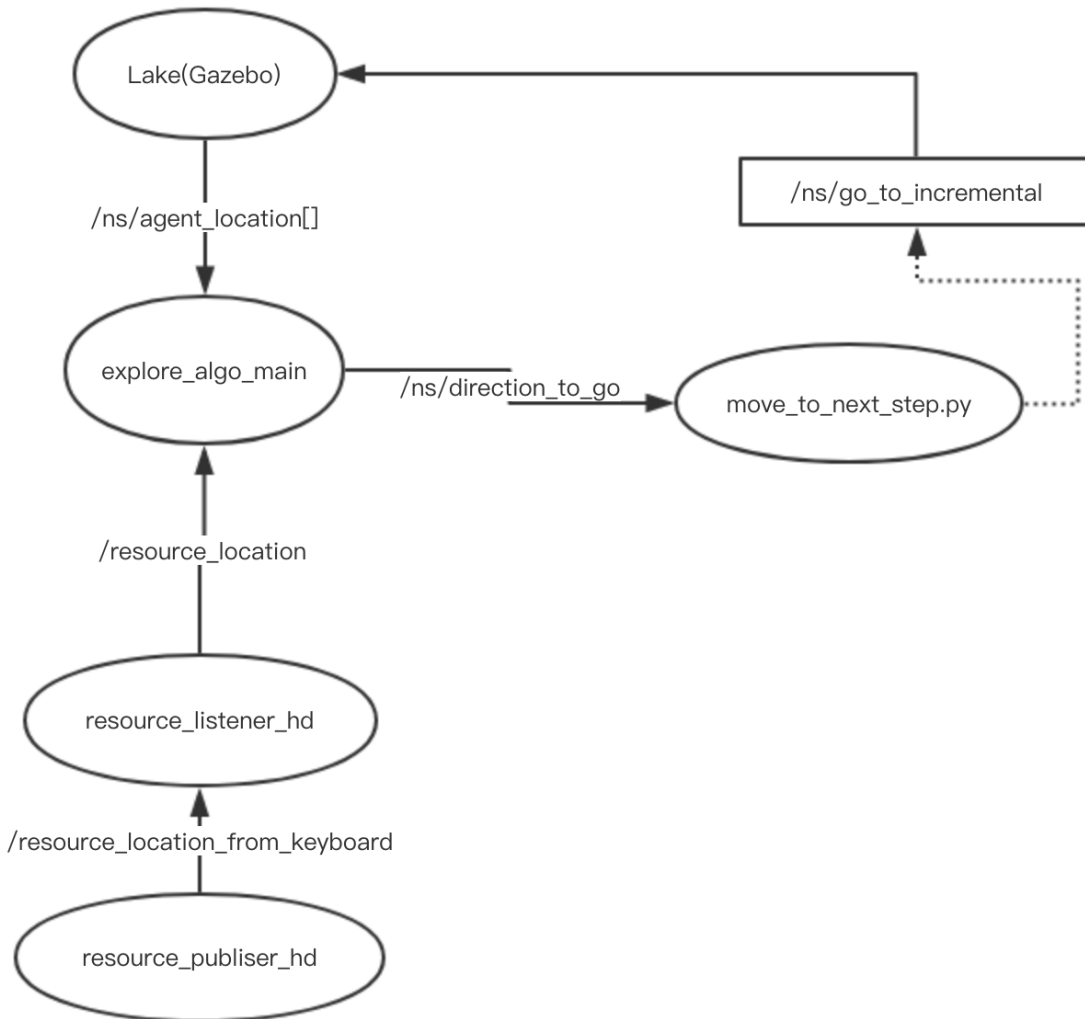 Lake(Gazebo)
/ns/go_to_incremental
/ns/agent_location[]
explore_algo_main
/ns/direction_to_go
move_to_next_step.py
/resource_location
resource_listener_hd
/resource_location_from_keyboard
resource_publiser_hd